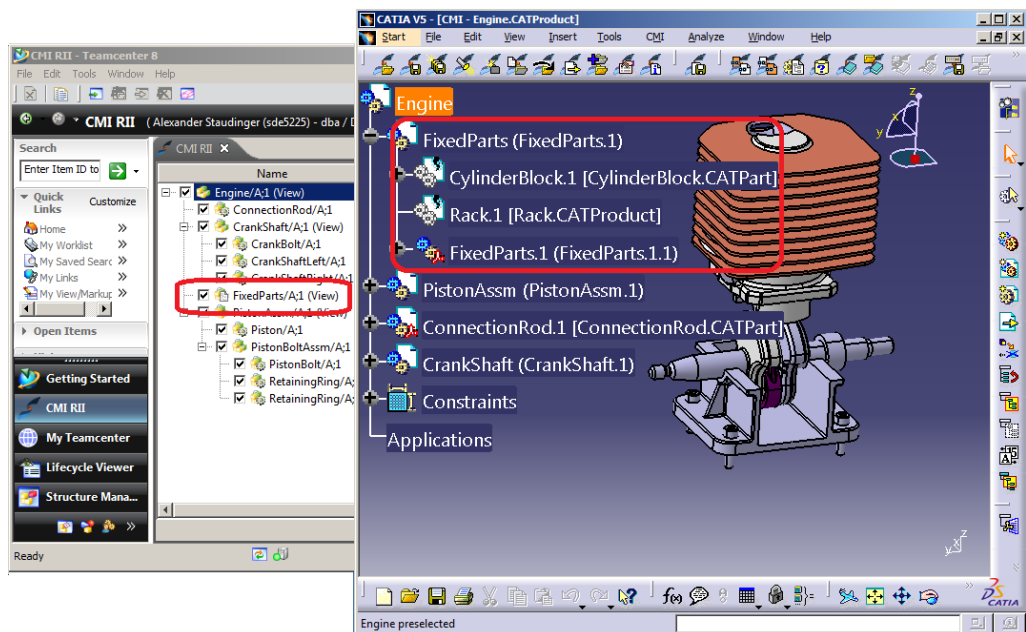 CMI RII - Teamcenter 8
File Edit Tools Window Help
CMI RII (Alexander Staudinger (sde5225) - dba /
Search
Enter Item ID to
Quick Links Customize
Home
My Worklist
My Saved Searc
My Links
My View/Markup
Open Items
Getting Started
CMI RII
My Teamcenter
Lifecycle Viewer
Structure Mana...
Ready
CMI RII
Name
Engine/A;1 (View)
ConnectionRod/A;1
CrankShaft/A;1 (View)
CrankBolt/A;1
CrankShaftLeft/A;1
CrankShaftRight/A;1
FixedParts/A;1 (View)
PistonAssm/A;1 (View)
Piston/A;1
PistonBoltAssm/A;1
PistonBolt/A;1
RetainingRing/A;
RetainingRing/A;
CATIA V5 - [CMI - Engine.CATProduct]
Start File Edit View Insert Tools CMI Analyze Window Help
Engine
FixedParts (FixedParts.1)
CylinderBlock.1 [CylinderBlock.CATPart]
Rack.1 [Rack.CATProduct]
FixedParts.1 (FixedParts.1.1)
PistonAssm (PistonAssm.1)
ConnectionRod.1 [ConnectionRod.CATPart]
CrankShaft (CrankShaft.1)
Constraints
Applications
z
y
x
z
y
x
f(x)
CATIA
Engine preselected